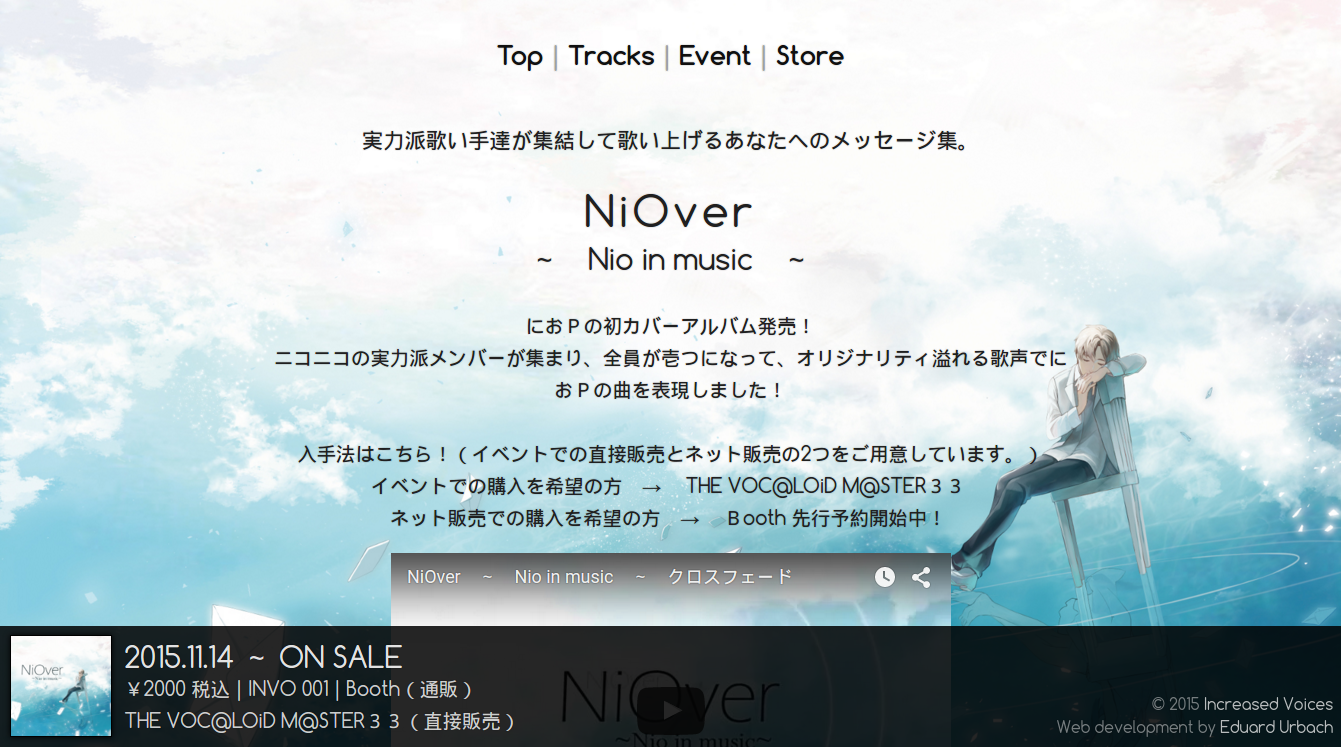 Top | Tracks | Event | Store
実力派歌い手達が集結して歌い上げるあなたへのメッセージ集。
NiOver
~　Nio in music　~
におＰの初カバーアルバム発売！
ニコニコの実力派メンバーが集まり、全員が壱つになって、オリジナリティ溢れる歌声でに
おＰの曲を表現しました！
入手法はこちら！（イベントでの直接販売とネット販売の2つをご用意しています。）
イベントでの購入を希望の方　→　THE VOC@LOiD M@STER３３
ネット販売での購入を希望の方　→　Ｂooth 先行予約開始中！
NiOver　~　Nio in music　~　クロスフェード
NiOver
~Nio in music~
NiOver
~Nio in music~
2015.11.14 ~ ON SALE
￥2000 税込 | INVO 001 | Booth（通販）
THE VOC@LOiD M@STER３３（直接販売）
© 2015 Increased Voices
Web development by Eduard Urbach